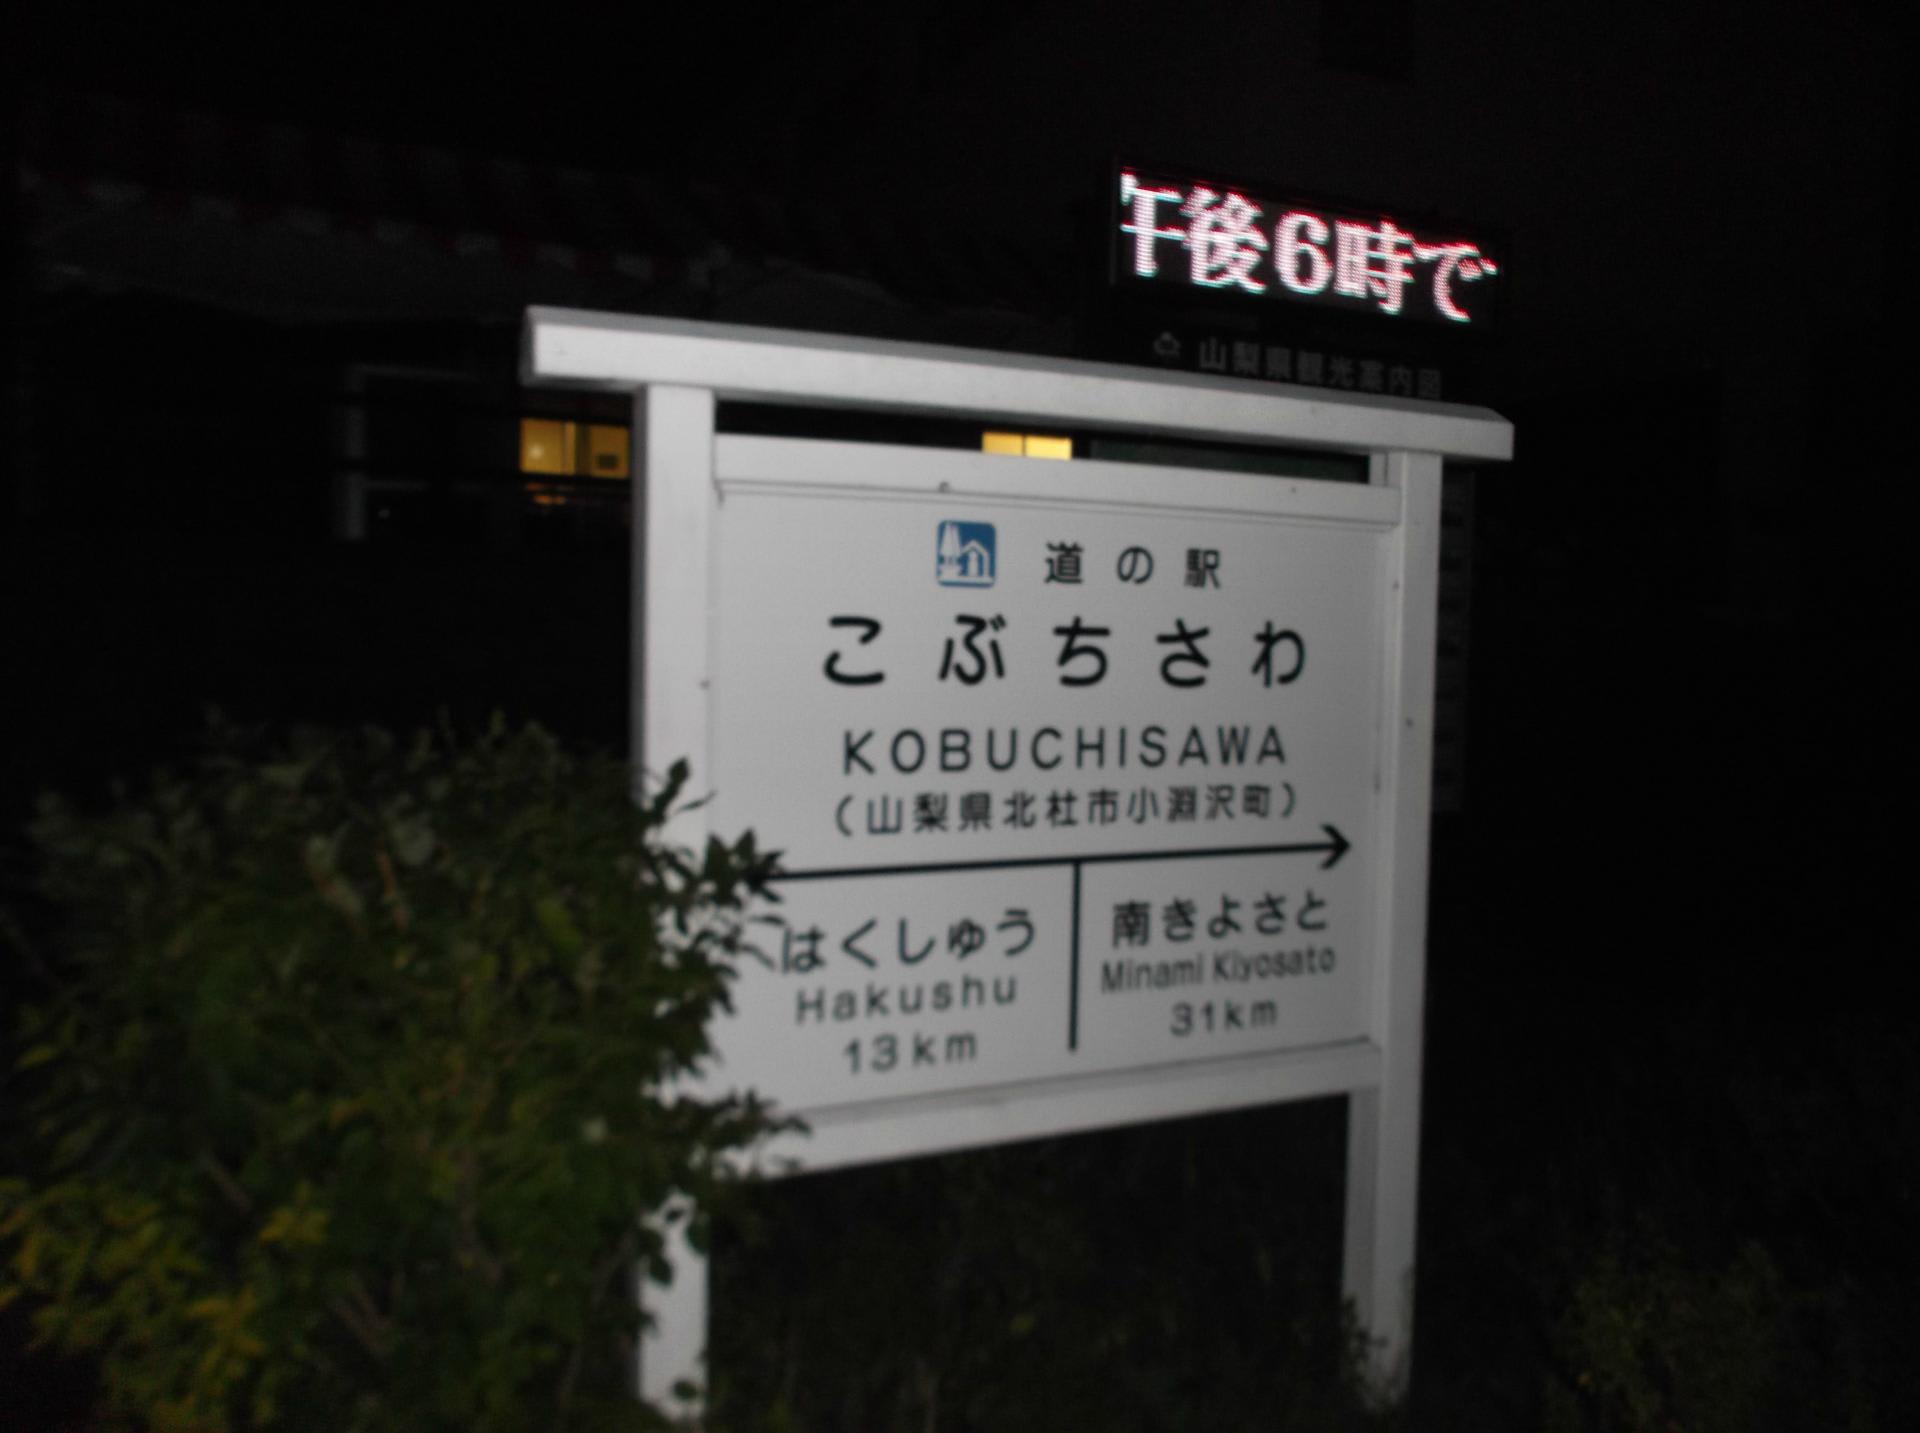 午後6時で
山梨県観光案内図
道の駅
こぶちさわ
KOBUCHISAWA
(山梨県北杜市小淵沢町)
はくしゅう
Hakushu
13km
南きよさと
Minami Kiyosato
31km